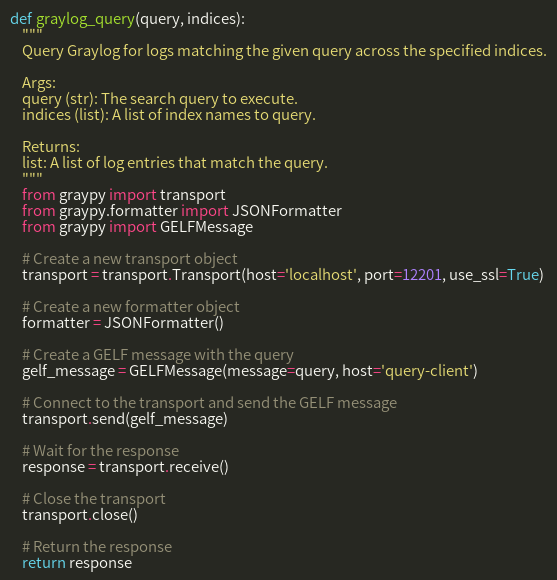 def graylog_query(query, indices):
"""
Query Graylog for logs matching the given query across the specified indices.
Args:
query (str): The search query to execute.
indices (list): A list of index names to query.
Returns:
list: A list of log entries that match the query.
"""
from graypy import transport
from graypy.formatter import JSONFormatter
from graypy import GELFMessage
# Create a new transport object
transport = transport.Transport(host='localhost', port=12201, use_ssl=True)
# Create a new formatter object
formatter = JSONFormatter()
# Create a GELF message with the query
gelf_message = GELFMessage(message=query, host='query-client')
# Connect to the transport and send the GELF message
transport.send(gelf_message)
# Wait for the response
response = transport.receive()
# Close the transport
transport.close()
# Return the response
return response